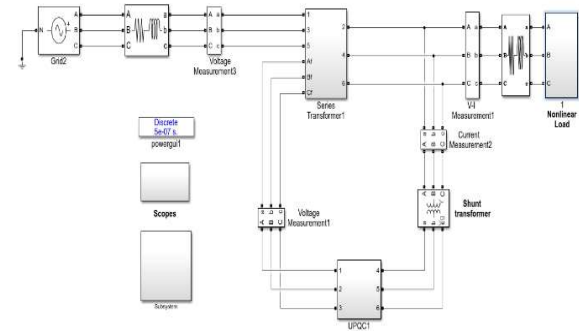 N
A
B
C
Grid2
A
B
C
a
b
c
A
B
C
a
b
c
Voltage
Measurement3
1
3
5
Af
Bf
Cf
2
4
6
Series
Transformer1
A
B
C
a
b
c
V-I
Measurement1
A
B
C
a
b
c
A
B
C
1
Nonlinear
Load
Discrete
5e-07 s.
powergui1
Scopes
Subsystem
Current
Measurement2
Shunt
transformer
Voltage
Measurement1
1
2
3
4
5
6
UPQC1